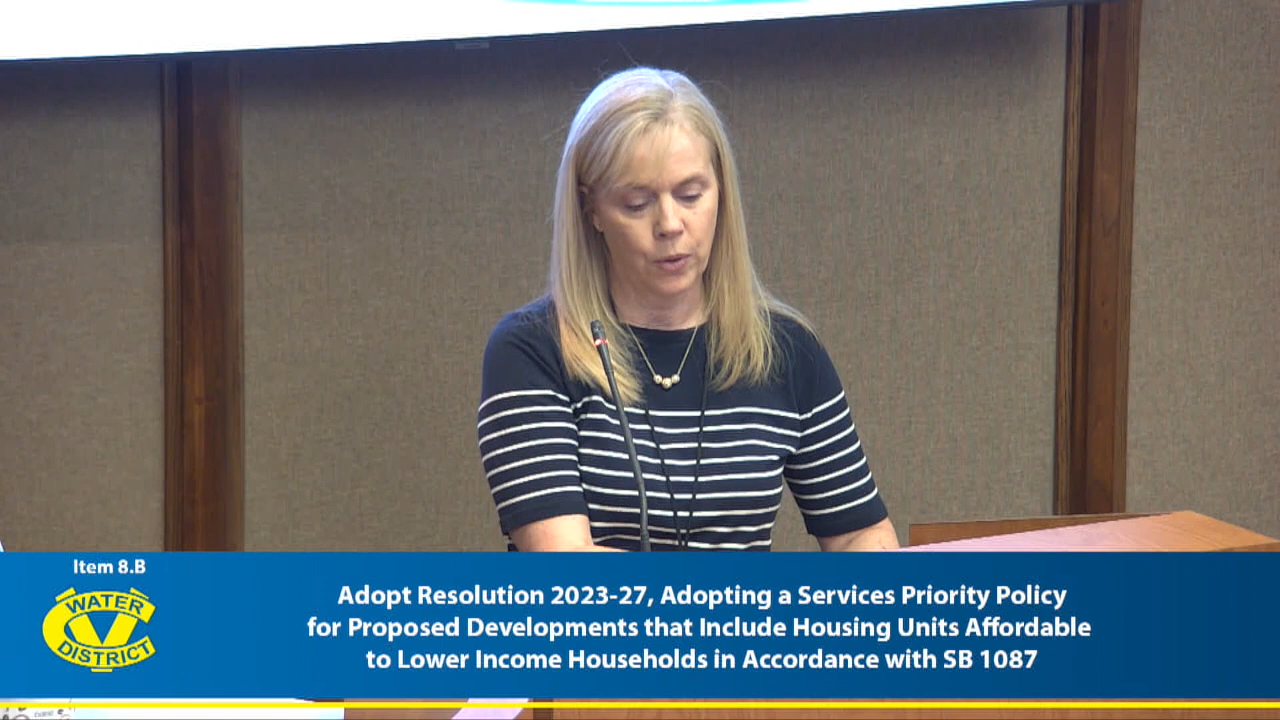 Item 8.B
WATER
CV
DISTRICT
Adopt Resolution 2023-27, Adopting a Services Priority Policy
for Proposed Developments that Include Housing Units Affordable
to Lower Income Households in Accordance with SB 1087